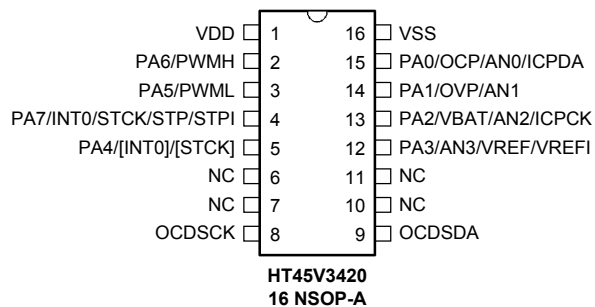 VDD 1 16 VSS
PA6/PWMH 2 15 PA0/OCP/AN0/ICPDA
PA5/PWML 3 14 PA1/OVP/AN1
PA7/INT0/STCK/STP/STPI 4 13 PA2/VBAT/AN2/ICPCK
PA4/[INT0]/[STCK] 5 12 PA3/AN3/VREF/VREFI
NC 6 11 NC
NC 7 10 NC
OCDSCK 8 9 OCDSDA
HT45V3420
16 NSOP-A